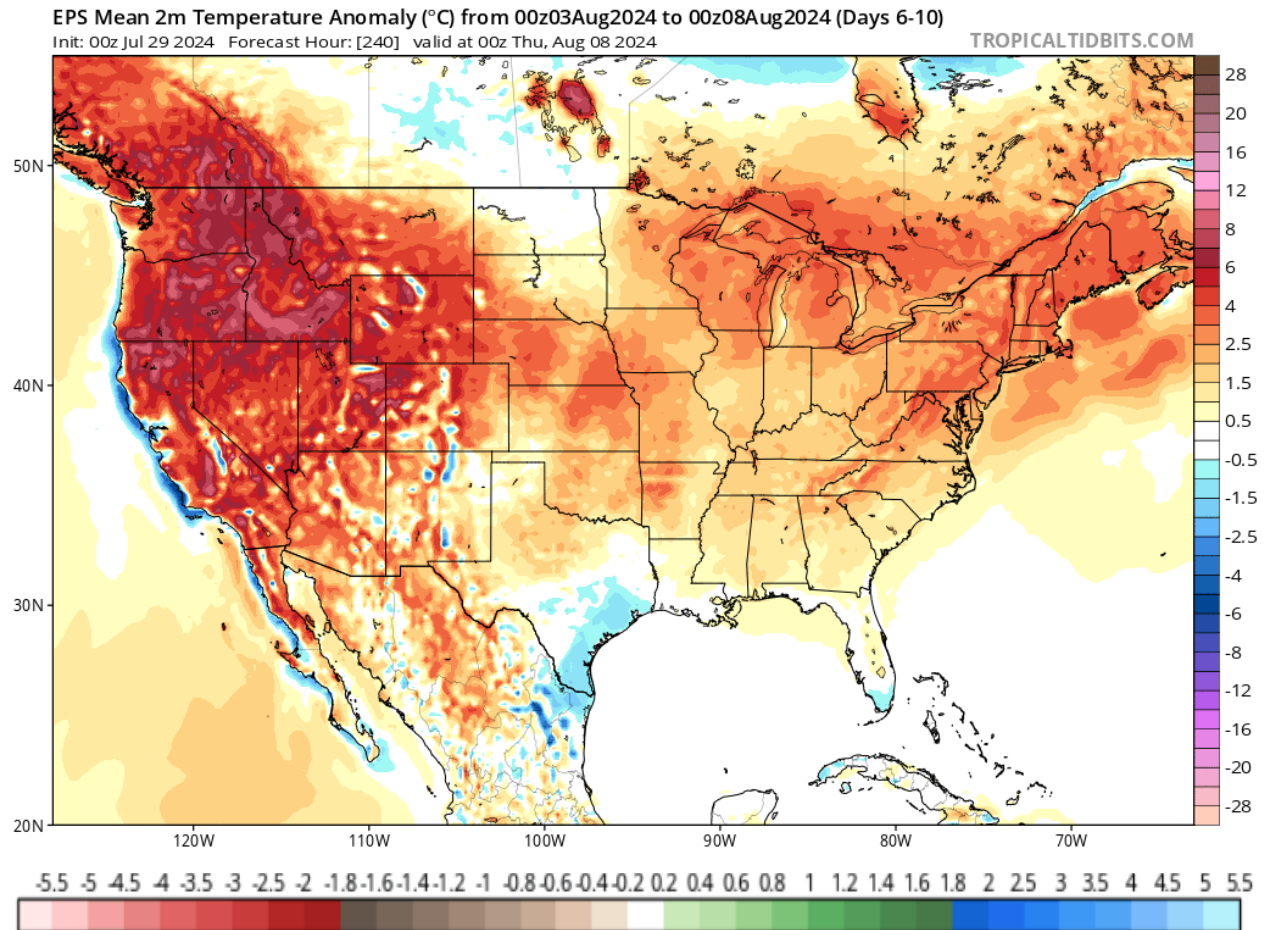 EPS Mean 2m Temperature Anomaly (°C) from 00z03Aug2024 to 00z08Aug2024 (Days 6-10)
Init: 00z Jul 29 2024 Forecast Hour: [240] valid at 00z Thu, Aug 08 2024
TROPICALTIDBITS.COM
28
20
16
12
8
6
4
2.5
1.5
0.5
-0.5
-1.5
-2.5
-4
-6
-8
-12
-16
-20
-28
50N
40N
30N
20N
120W 110W 100W 90W 80W 70W
-5.5 -5 -4.5 -4 -3.5 -3 -2.5 -2 -1.8 -1.6 -1.4 -1.2 -1 -0.8 -0.6 -0.4 -0.2 0.2 0.4 0.6 0.8 1 1.2 1.4 1.6 1.8 2 2.5 3 3.5 4 4.5 5 5.5